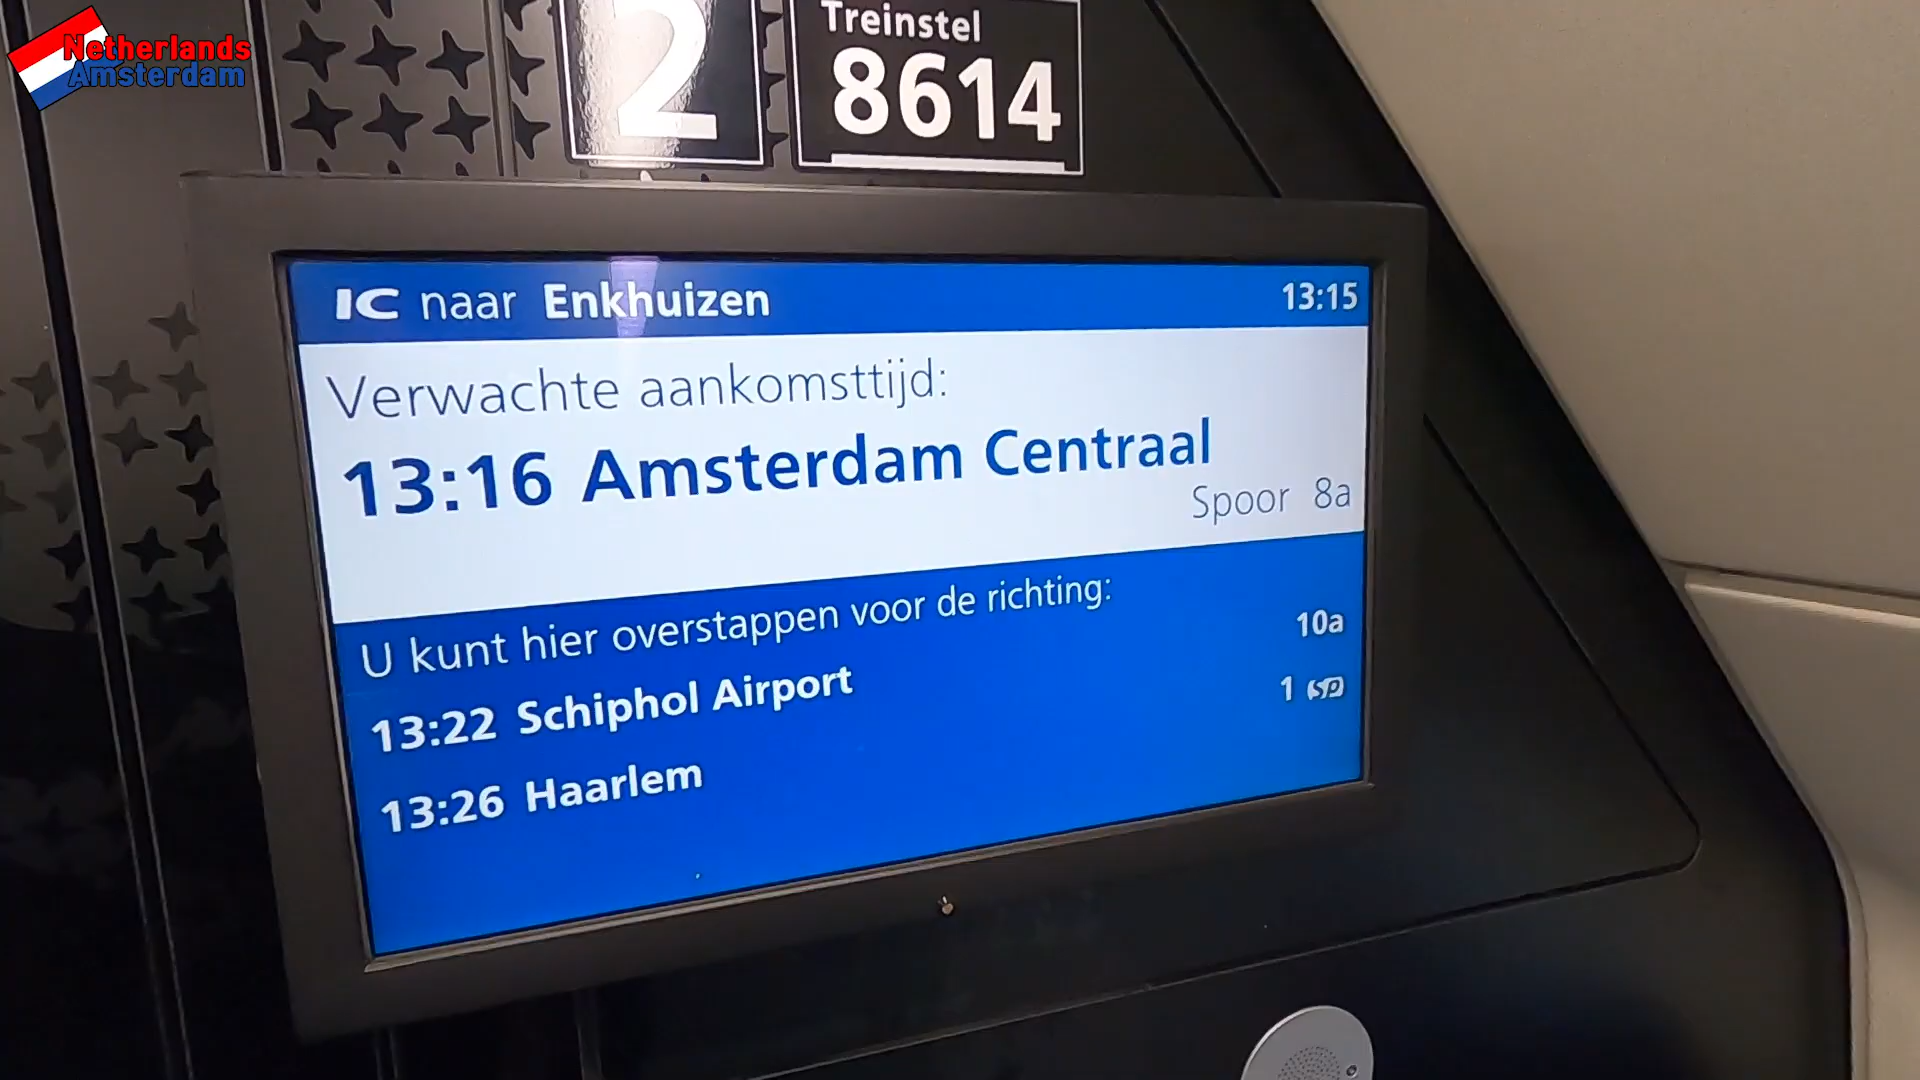 Netherlands
Amsterdam
2
Treinstel
8614
IC naar Enkhuizen 13:15
Verwachte aankomsttijd:
13:16 Amsterdam Centraal
Spoor 8a
U kunt hier overstappen voor de richting:
13:22 Schiphol Airport 10a
13:26 Haarlem 1 SPR